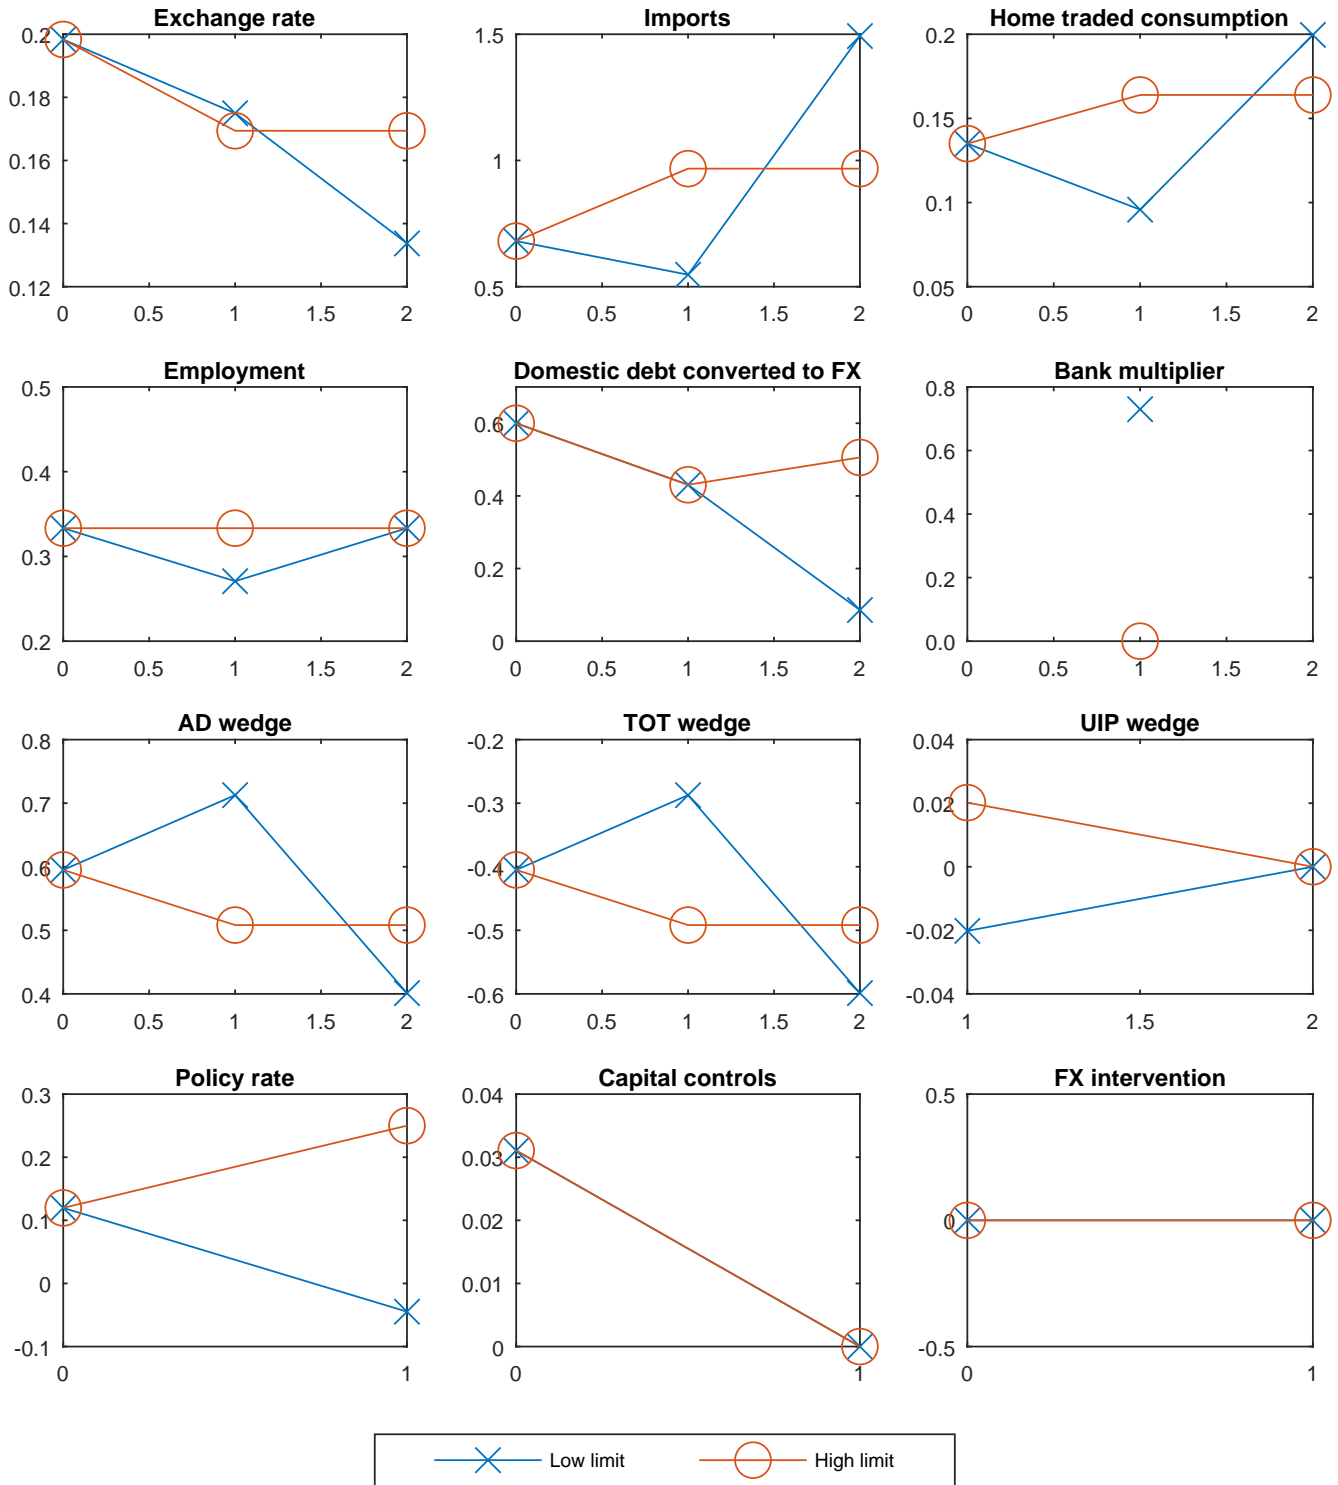 Exchange rate
Imports
Home traded consumption
0.2
0.18
0.16
0.14
0.12
0 0.5 1 1.5 2
1.5
1
0.5
0 0.5 1 1.5 2
0.2
0.15
0.1
0.05
0 0.5 1 1.5 2
Employment
Domestic debt converted to FX
Bank multiplier
0.5
0.4
0.3
0.2
0 0.5 1 1.5 2
0.6
0.4
0.2
0
0 0.5 1 1.5 2
0.8
0.6
0.4
0.2
0.0
0 0.5 1 1.5 2
AD wedge
TOT wedge
UIP wedge
0.8
0.7
0.6
0.5
0.4
0 0.5 1 1.5 2
-0.2
-0.3
-0.4
-0.5
-0.6
0 0.5 1 1.5 2
0.04
0.02
0
-0.02
-0.04
1 1.5 2
Policy rate
Capital controls
FX intervention
0.3
0.2
0.1
0
-0.1
0 1
0.04
0.03
0.02
0.01
0
0 1
0.5
0
-0.5
0 1
Low limit
High limit